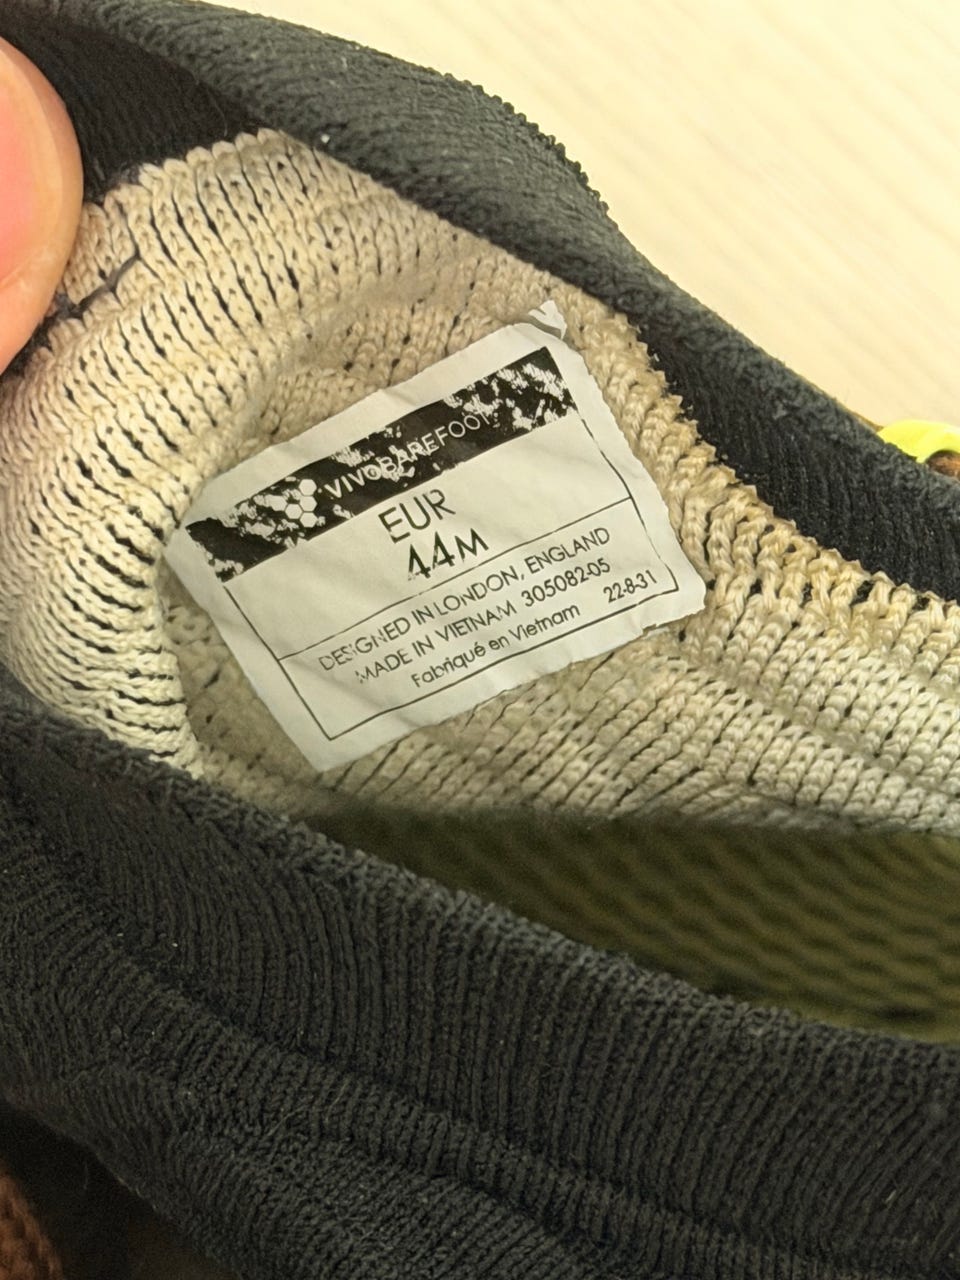 VIVOBAREFOOT
EUR
44M
DESIGNED IN LONDON, ENGLAND
MADE IN VIETNAM 305082-05
Fabriqué en Vietnam 22-8-31